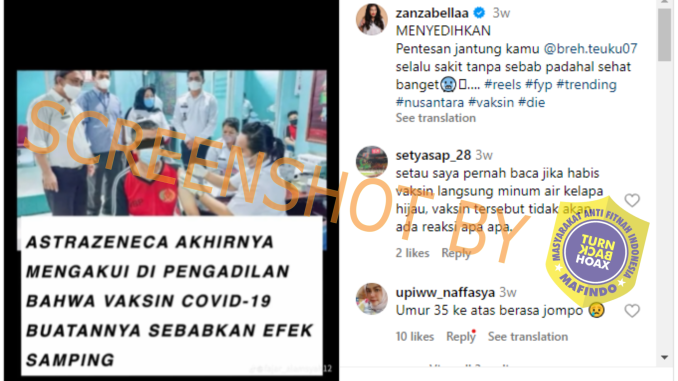 ASTRAZENECA AKHIRNYA
MENGAKUI DI PENGADILAN
BAHWA VAKSIN COVID-19
BUATANNYA SEBABKAN EFEK
SAMPING
zanzabellaa 3w
MENYEDIHKAN
Pentesan jantung kamu @breh.teuku07
selalu sakit tanpa sebab padahal sehat
banget😰.... #reels #fyp #trending
#nusantara #vaksin #die
See translation
setyasap_28 3w
setau saya pernah baca jika habis
vaksin langsung minum air kelapa
hijau, vaksin tersebut tidak akan
ada reaksi apa apa.
2 likes Reply
upiww_naffasya 3w
Umur 35 ke atas berasa jompo 😥
10 likes Reply See translation
SCREENSHOT BY
MASYARAKAT ANTI FITNAH INDONESIA
TURN
BACK
HOAX
MAFINDO